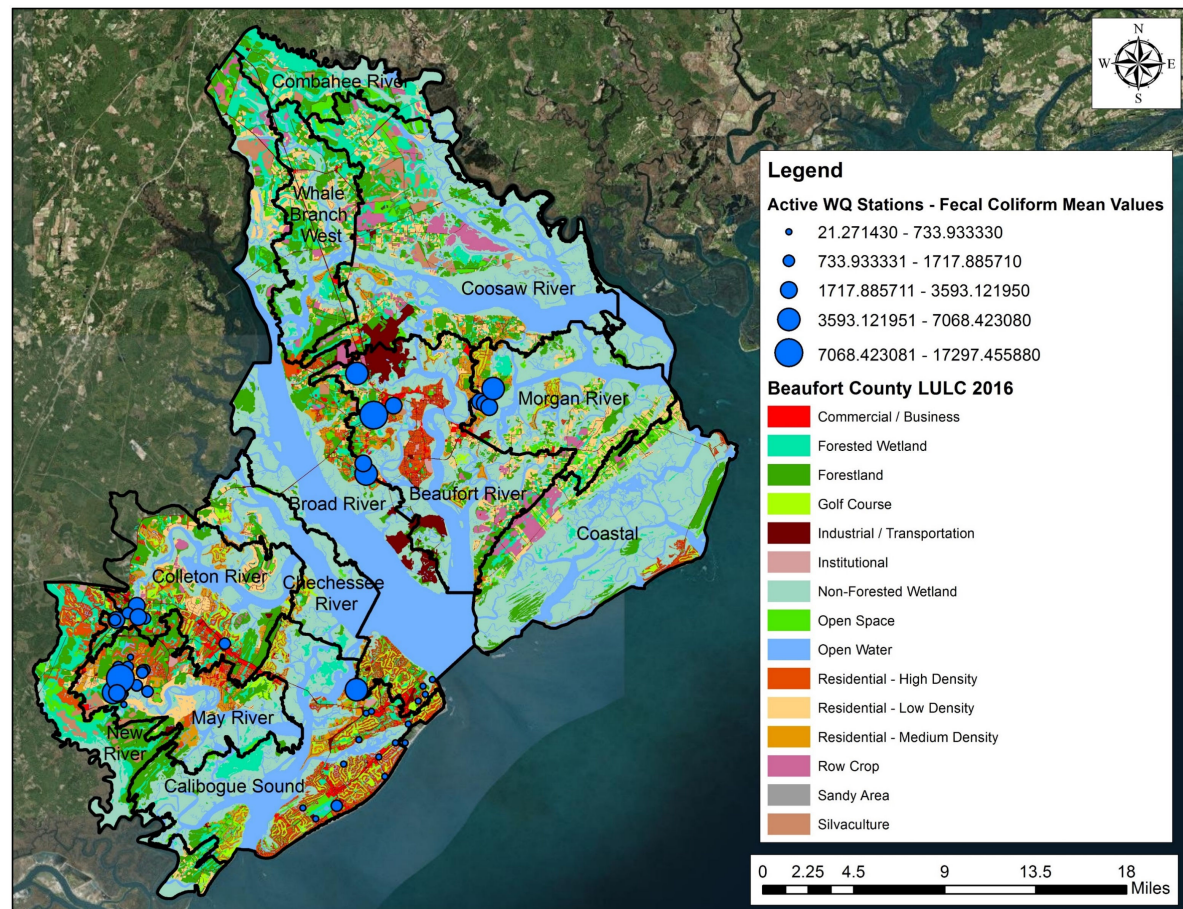 N
W E
S
Combahee River
Whale
Branch
West
Coosaw River
Morgan River
Beaufort River
Broad River
Coastal
Colleton River
Chechessee
River
May River
New
River
Calibogue Sound
Legend
Active WQ Stations - Fecal Coliform Mean Values
21.271430 - 733.933330
733.933331 - 1717.885710
1717.885711 - 3593.121950
3593.121951 - 7068.423080
7068.423081 - 17297.455880
Beaufort County LULC 2016
Commercial / Business
Forested Wetland
Forestland
Golf Course
Industrial / Transportation
Institutional
Non-Forested Wetland
Open Space
Open Water
Residential - High Density
Residential - Low Density
Residential - Medium Density
Row Crop
Sandy Area
Silvaculture
0 2.25 4.5 9 13.5 18
Miles